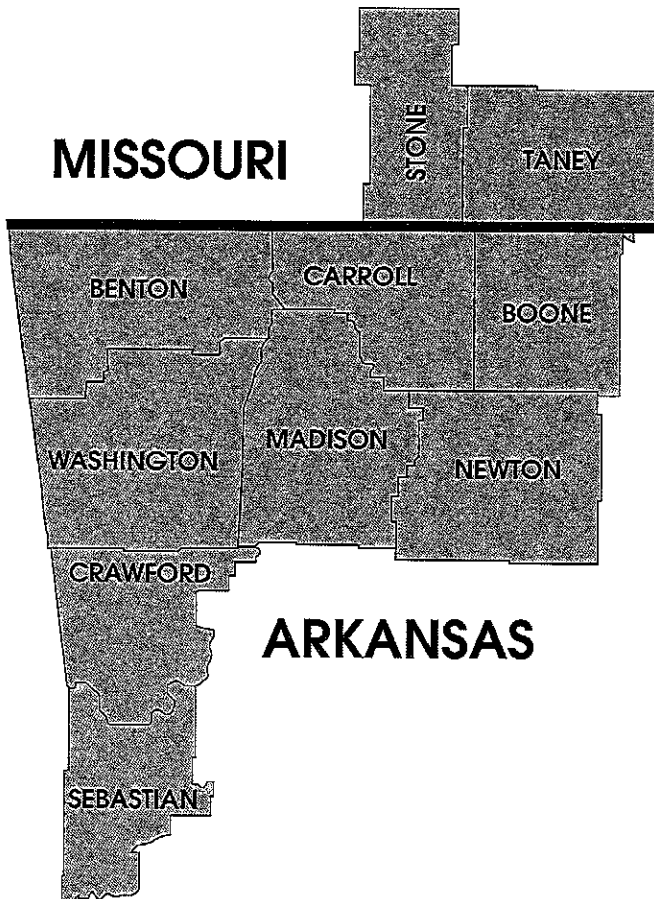 MISSOURI
STONE
TANEY
BENTON
CARROLL
BOONE
WASHINGTON
MADISON
NEWTON
CRAWFORD
ARKANSAS
SEBASTIAN